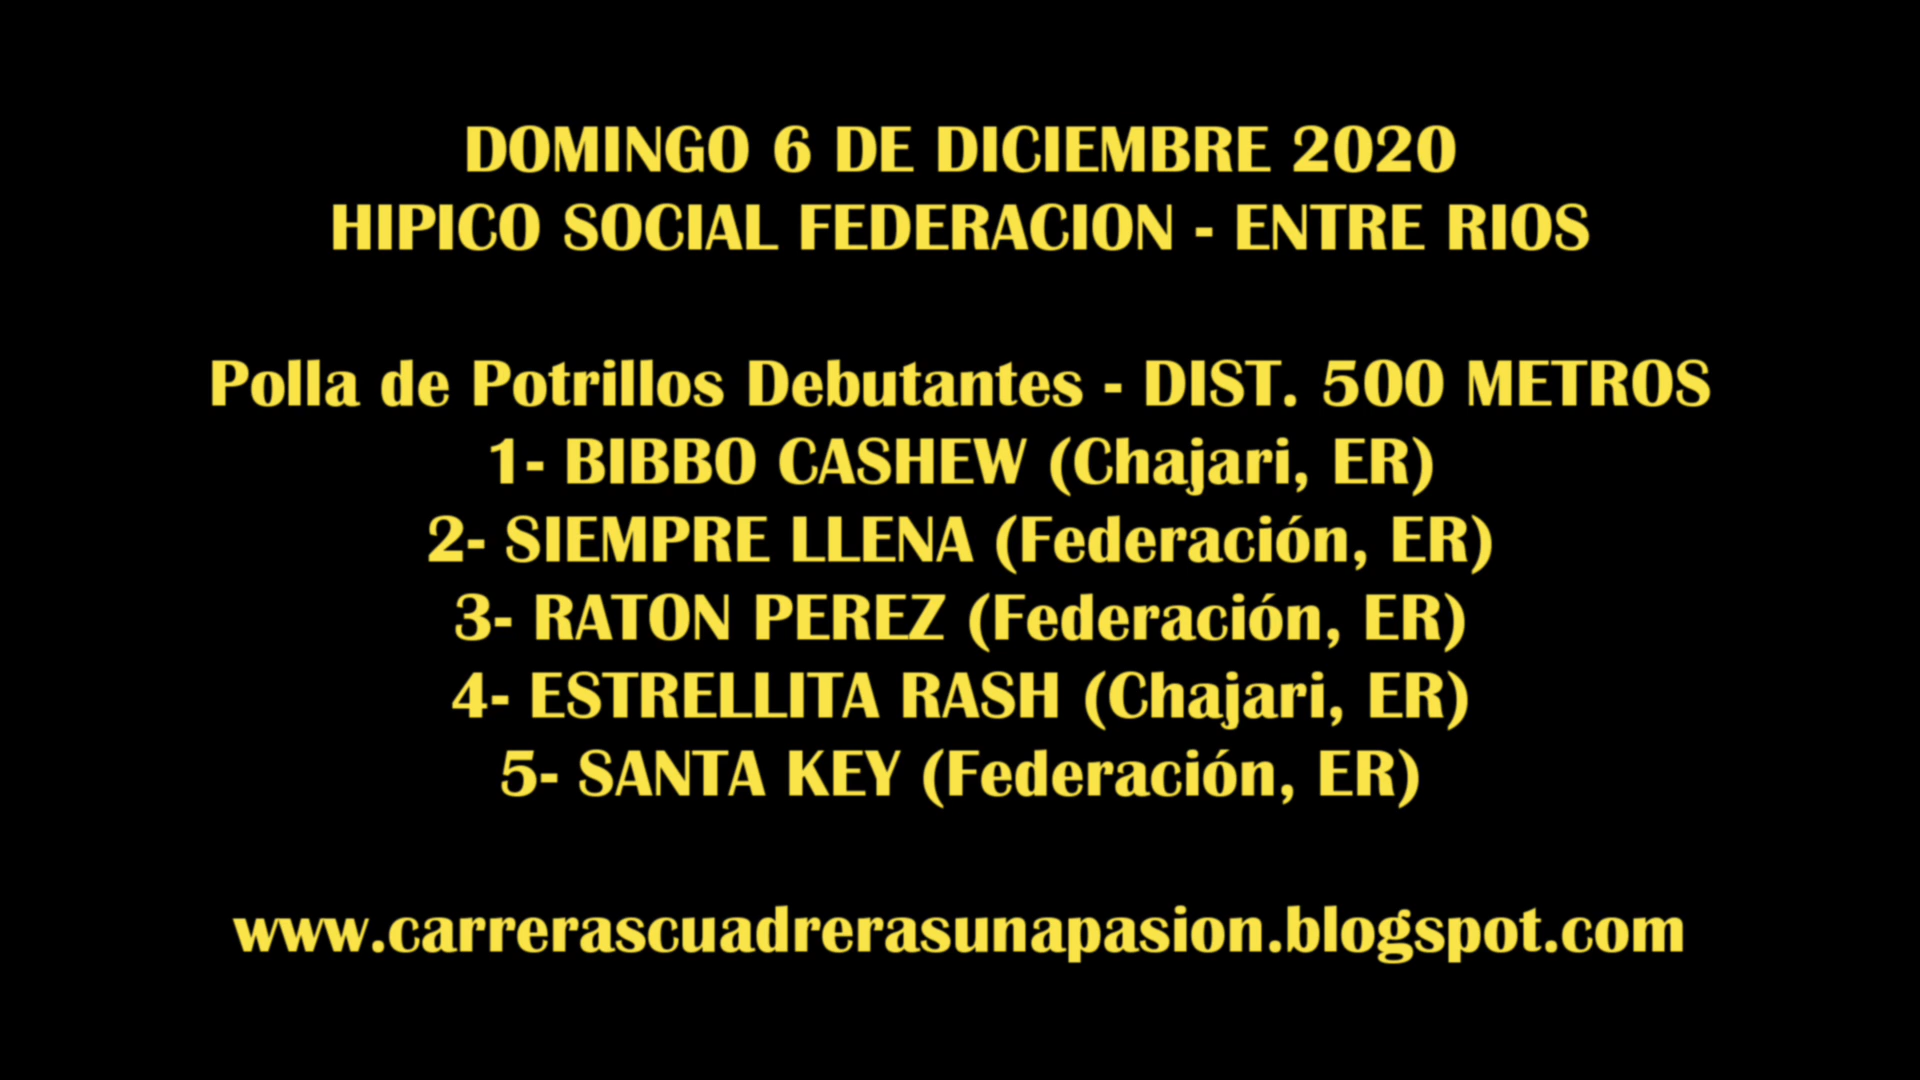 DOMINGO 6 DE DICIEMBRE 2020
HIPICO SOCIAL FEDERACION - ENTRE RIOS
Polla de Potrillos Debutantes - DIST. 500 METROS
1- BIBBO CASHEW (Chajari, ER)
2- SIEMPRE LLENA (Federación, ER)
3- RATON PEREZ (Federación, ER)
4- ESTRELLITA RASH (Chajari, ER)
5- SANTA KEY (Federación, ER)
www.carrerascuadrerasunapasion.blogspot.com